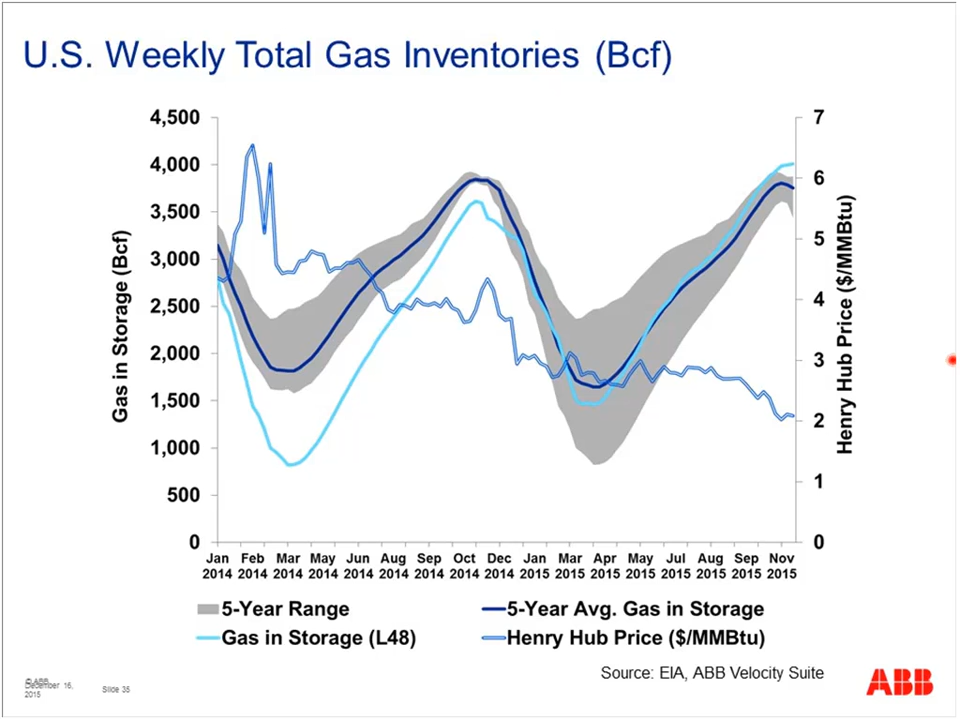 U.S. Weekly Total Gas Inventories (Bcf)
4,500
4,000
3,500
3,000
2,500
2,000
1,500
1,000
500
0
Gas in Storage (Bcf)
7
6
5
4
3
2
1
0
Henry Hub Price ($/MMBtu)
Jan Feb Mar May Jun Aug Sep Oct Dec Jan Mar Apr May Jul Aug Sep Nov
2014 2014 2014 2014 2014 2014 2014 2014 2014 2015 2015 2015 2015 2015 2015 2015 2015
5-Year Range 5-Year Avg. Gas in Storage
Gas in Storage (L48) Henry Hub Price ($/MMBtu)
Source: EIA, ABB Velocity Suite
© ABB
December 16,
2015
Slide 35
ABB